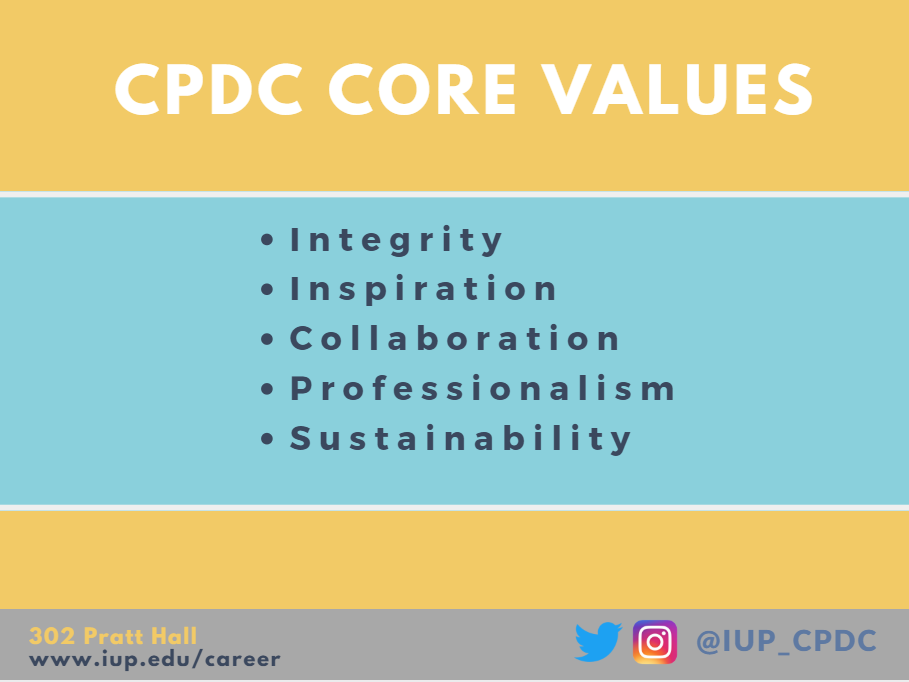 CPDC CORE VALUES
• Integrity
• Inspiration
• Collaboration
• Professionalism
• Sustainability
302 Pratt Hall
www.iup.edu/career
@IUP_CPDC